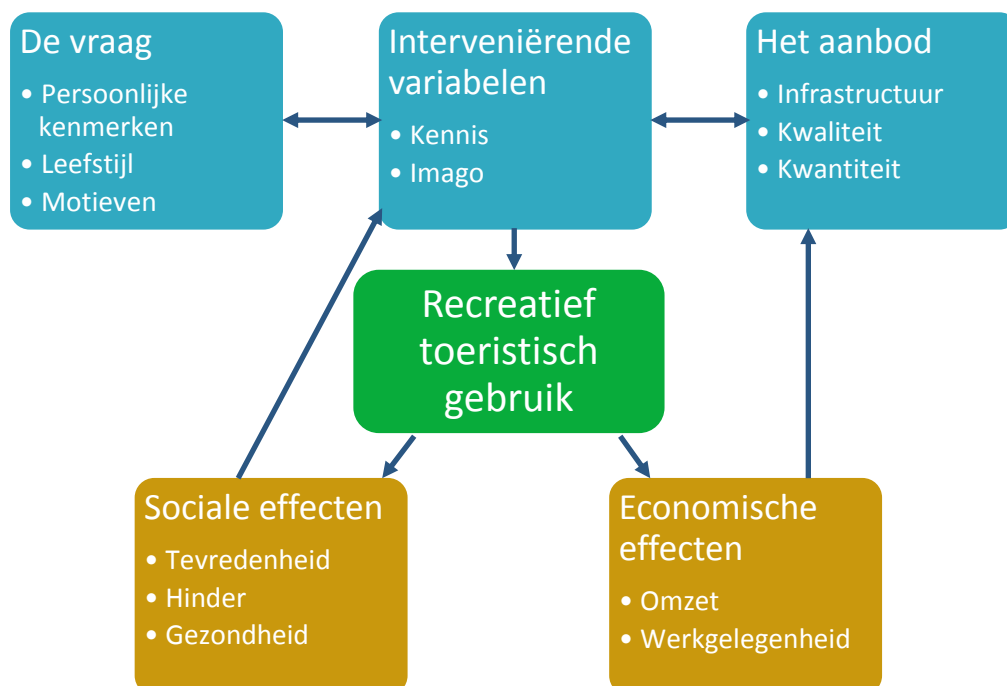 De vraag
• Persoonlijke
kenmerken
• Leefstijl
• Motieven
Interveniërende
variabelen
• Kennis
• Imago
Het aanbod
• Infrastructuur
• Kwaliteit
• Kwantiteit
Recreatief
toeristisch
gebruik
Sociale effecten
• Tevredenheid
• Hinder
• Gezondheid
Economische
effecten
• Omzet
• Werkgelegenheid